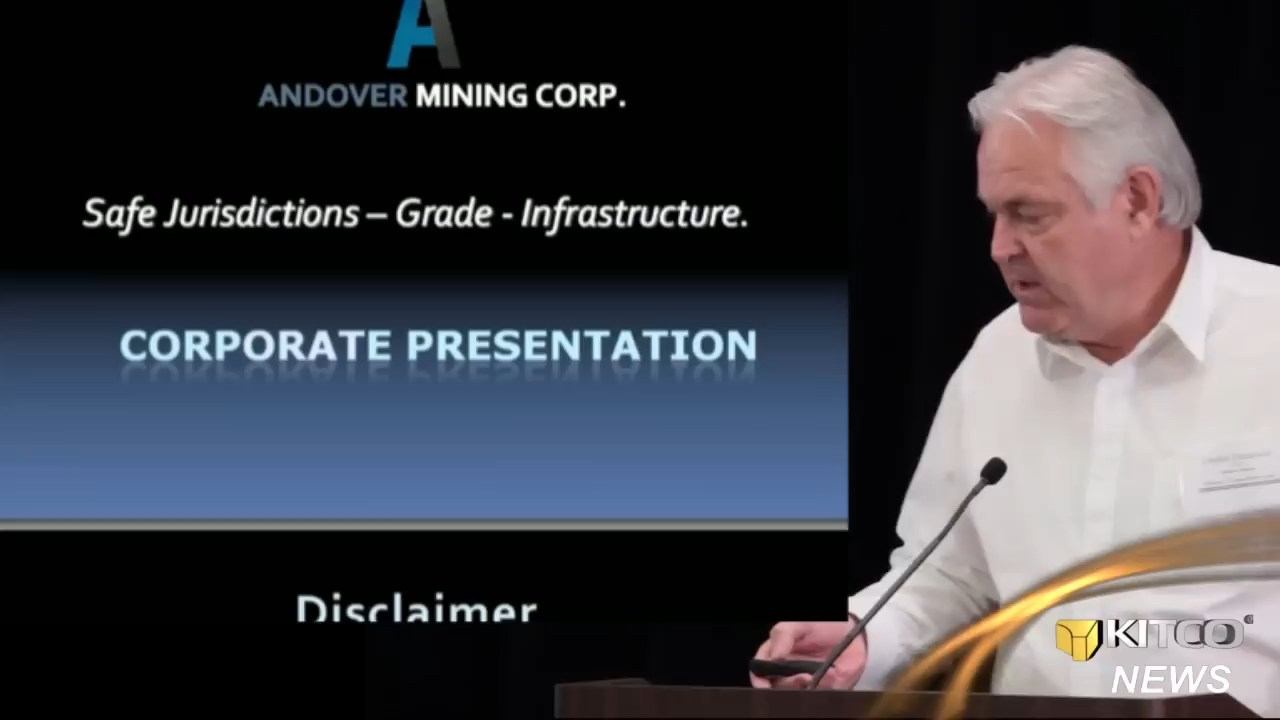 ANDOVER MINING CORP.
Safe Jurisdictions – Grade - Infrastructure.
CORPORATE PRESENTATION
Disclaimer
KITCO
NEWS